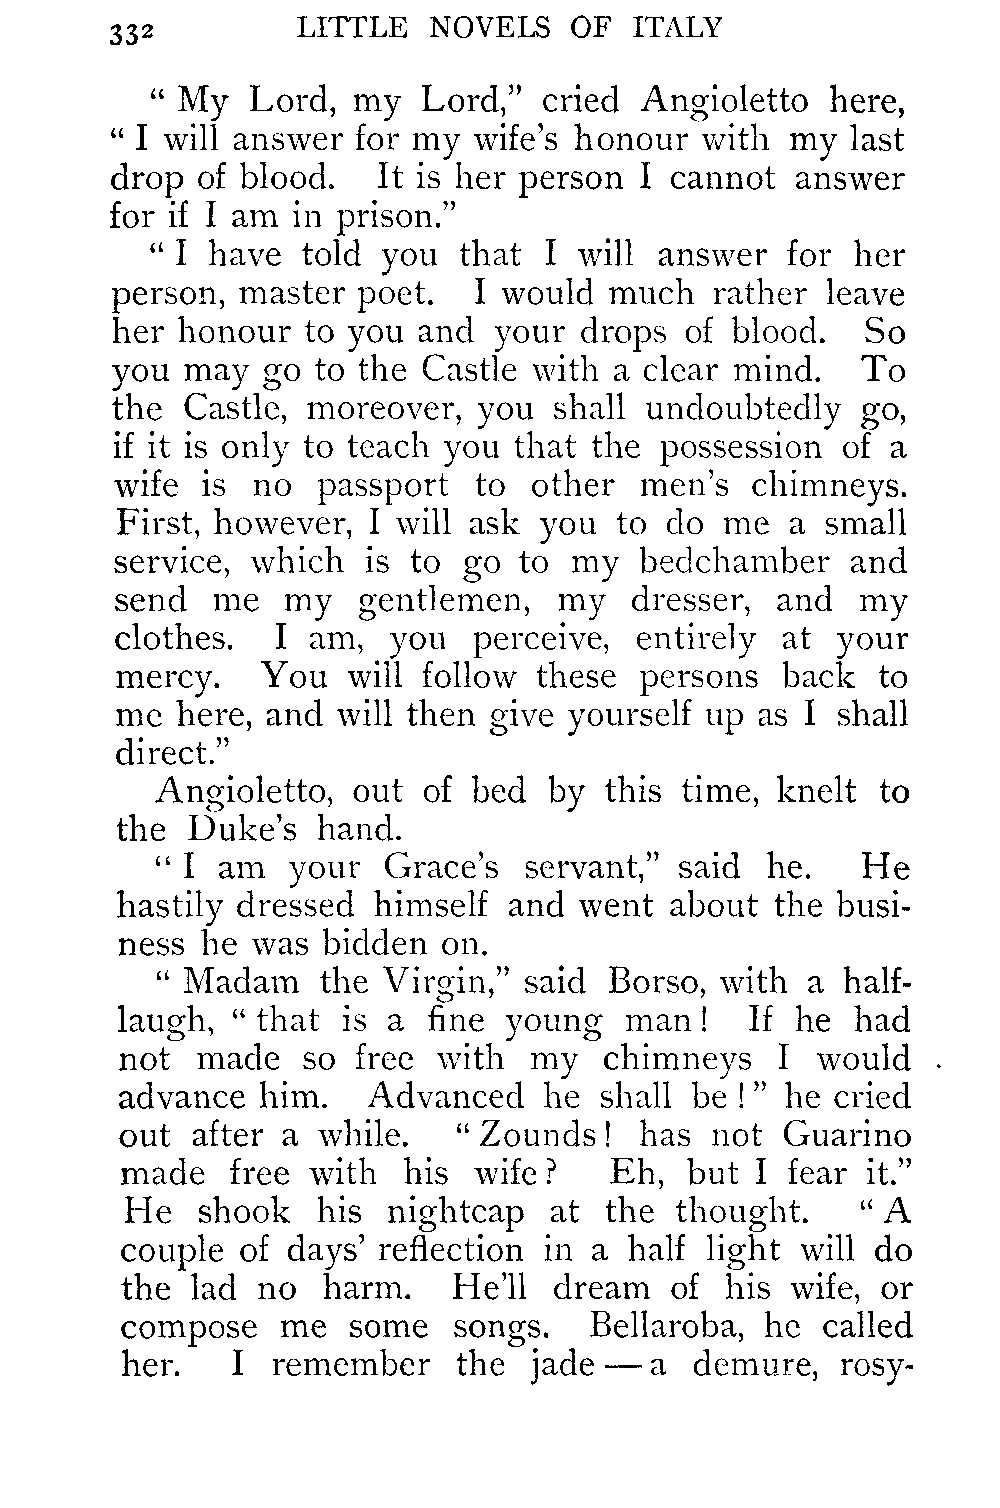 332 LITTLE NOVELS OF ITALY
“ My Lord, my Lord,” cried Angioletto here,
“ I will answer for my wife’s honour with my last
drop of blood. It is her person I cannot answer
for if I am in prison.”
“ I have told you that I will answer for her
person, master poet. I would much rather leave
her honour to you and your drops of blood. So
you may go to the Castle with a clear mind. To
the Castle, moreover, you shall undoubtedly go,
if it is only to teach you that the possession of a
wife is no passport to other men’s chimneys.
First, however, I will ask you to do me a small
service, which is to go to my bedchamber and
send me my gentlemen, my dresser, and my
clothes. I am, you perceive, entirely at your
mercy. You will follow these persons back to
me here, and will then give yourself up as I shall
direct.”
Angioletto, out of bed by this time, knelt to
the Duke’s hand.
“ I am your Grace’s servant,” said he. He
hastily dressed himself and went about the busi-
ness he was bidden on.
“ Madam the Virgin,” said Borso, with a half-
laugh, “ that is a fine young man! If he had
not made so free with my chimneys I would
advance him. Advanced he shall be!” he cried
out after a while. “ Zounds! has not Guarino
made free with his wife? Eh, but I fear it.”
He shook his nightcap at the thought. “ A
couple of days’ reflection in a half light will do
the lad no harm. He’ll dream of his wife, or
compose me some songs. Bellaroba, he called
her. I remember the jade — a demure, rosy-